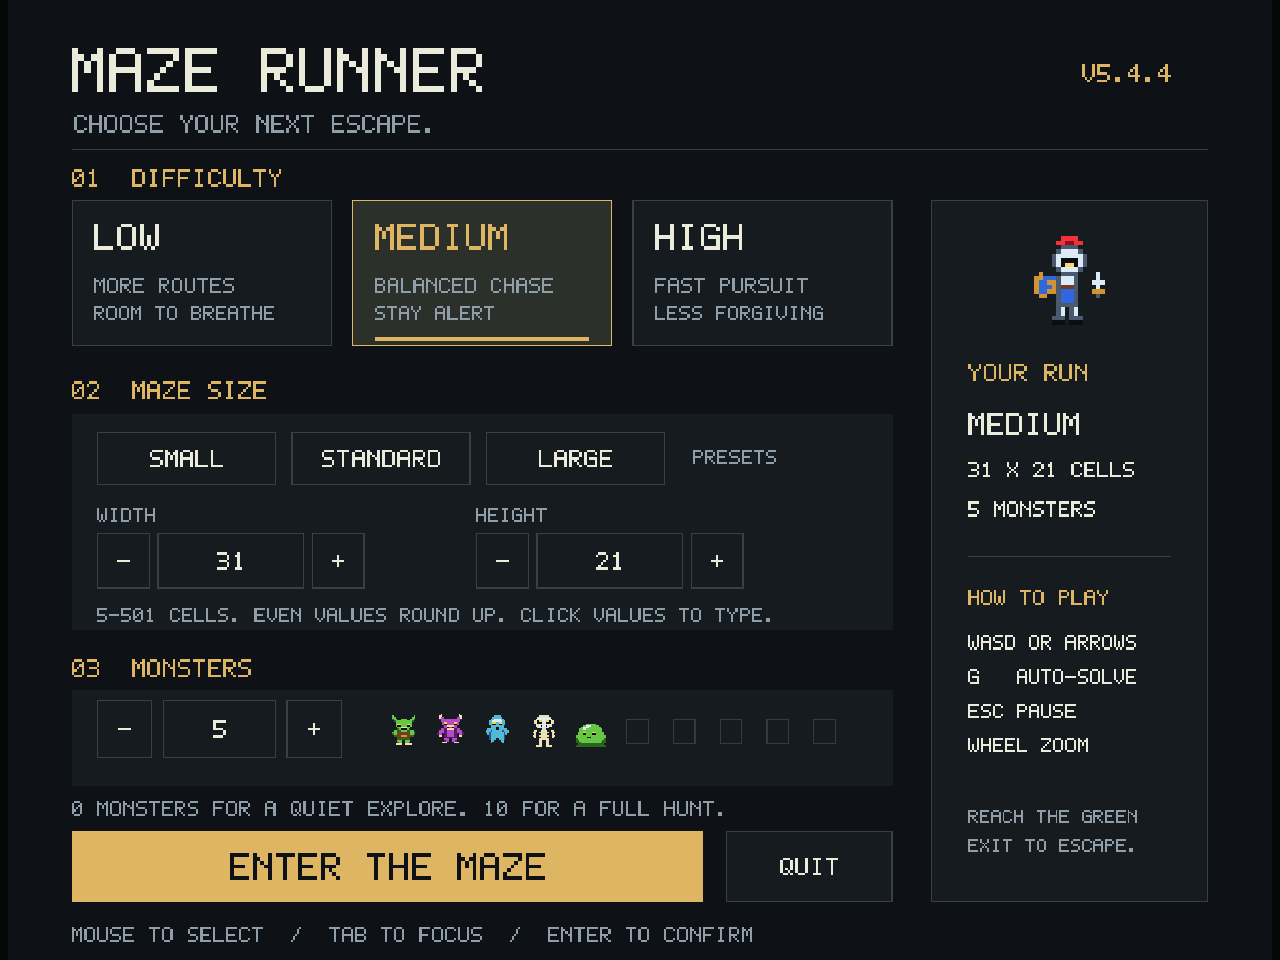 MAZE RUNNER
V5.4.4
CHOOSE YOUR NEXT ESCAPE.
01 DIFFICULTY
LOW
MORE ROUTES
ROOM TO BREATHE
MEDIUM
BALANCED CHASE
STAY ALERT
HIGH
FAST PURSUIT
LESS FORGIVING
02 MAZE SIZE
SMALL
STANDARD
LARGE
PRESETS
WIDTH
HEIGHT
- 31 +
- 21 +
5-501 CELLS. EVEN VALUES ROUND UP. CLICK VALUES TO TYPE.
03 MONSTERS
- 5 +
0 MONSTERS FOR A QUIET EXPLORE. 10 FOR A FULL HUNT.
ENTER THE MAZE
QUIT
MOUSE TO SELECT / TAB TO FOCUS / ENTER TO CONFIRM
YOUR RUN
MEDIUM
31 X 21 CELLS
5 MONSTERS
HOW TO PLAY
WASD OR ARROWS
G AUTO-SOLVE
ESC PAUSE
WHEEL ZOOM
REACH THE GREEN
EXIT TO ESCAPE.